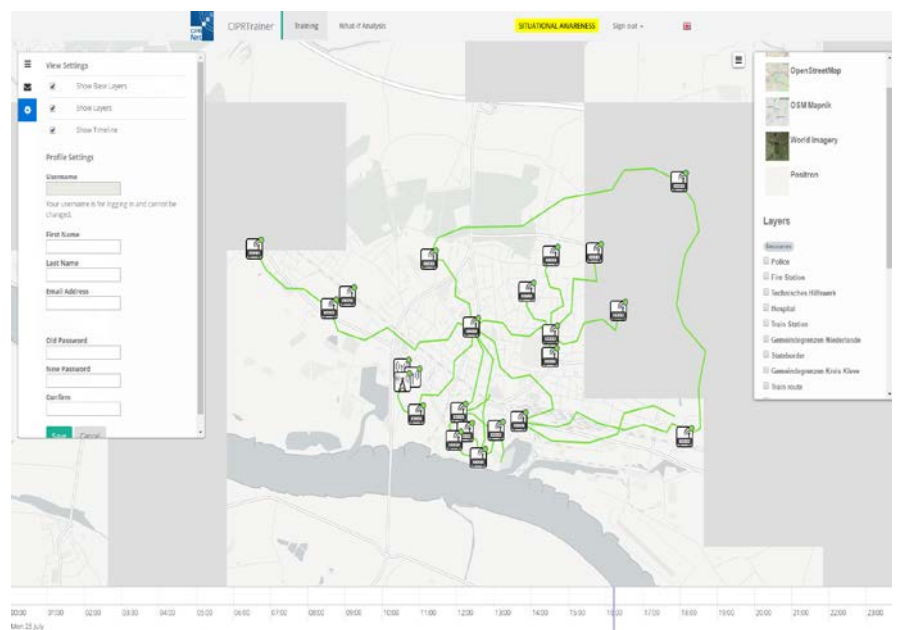 CIPRNet
CIPRTrainer
Training
What-if Analysis
SITUATIONAL AWARENESS
Sign out
View Settings
Show Base Layers
Show Layers
Show Timeline
Profile Settings
Username
Your username is for logging in and cannot be
changed.
First Name
Last Name
Email Address
Old Password
New Password
Confirm
Save
Cancel
OpenStreetMap
OSM Mapnik
World Imagery
Positron
Layers
Resources
Police
Fire Station
Technisches Hilfswerk
Hospital
Train Station
Gemeindegrenzen Niederlande
Stateborder
Gemeindegrenzen Kreis Kleve
Train route
00:00 01:00 02:00 03:00 04:00 05:00 06:00 07:00 08:00 09:00 10:00 11:00 12:00 13:00 14:00 15:00 16:00 17:00 18:00 19:00 20:00 21:00 22:00 23:00